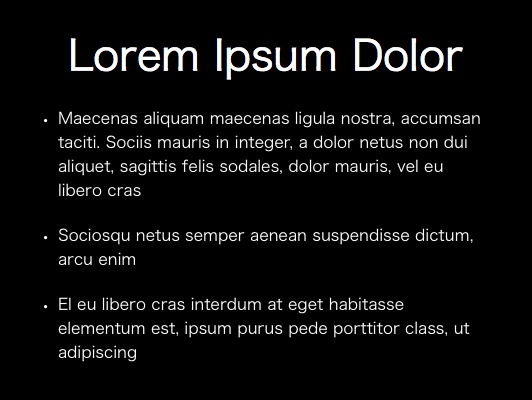 Lorem Ipsum Dolor
• Maecenas aliquam maecenas ligula nostra, accumsan
taciti. Sociis mauris in integer, a dolor netus non dui
aliquet, sagittis felis sodales, dolor mauris, vel eu
libero cras
• Sociosqu netus semper aenean suspendisse dictum,
arcu enim
• El eu libero cras interdum at eget habitasse
elementum est, ipsum purus pede porttitor class, ut
adipiscing